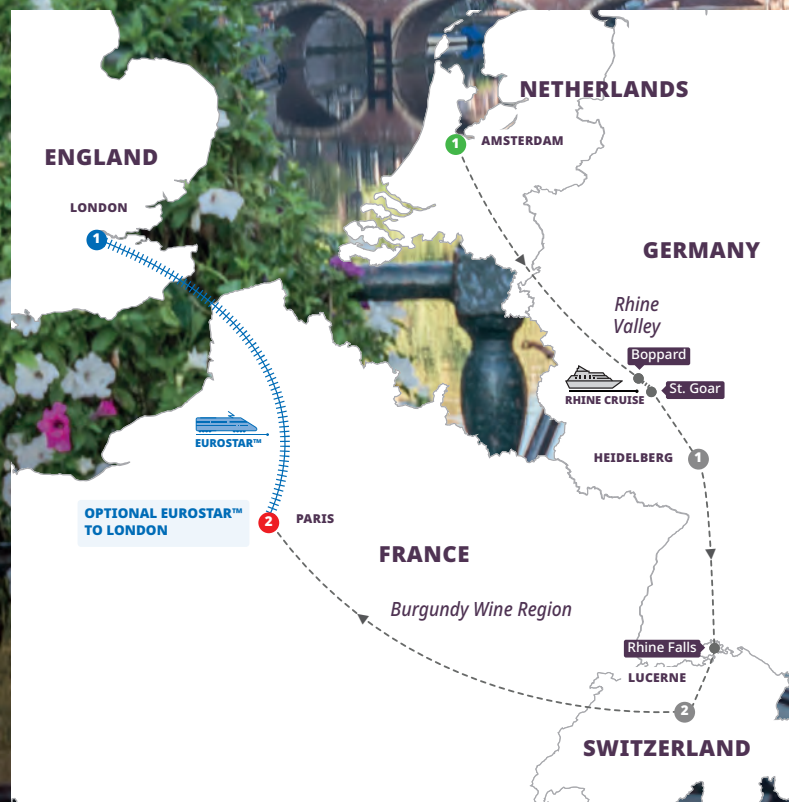 NETHERLANDS
1
AMSTERDAM
ENGLAND
LONDON
1
GERMANY
Rhine
Valley
Boppard
St. Goar
RHINE CRUISE
EUROSTAR™
HEIDELBERG
1
OPTIONAL EUROSTAR™
TO LONDON
2
PARIS
FRANCE
Burgundy Wine Region
Rhine Falls
LUCERNE
2
SWITZERLAND